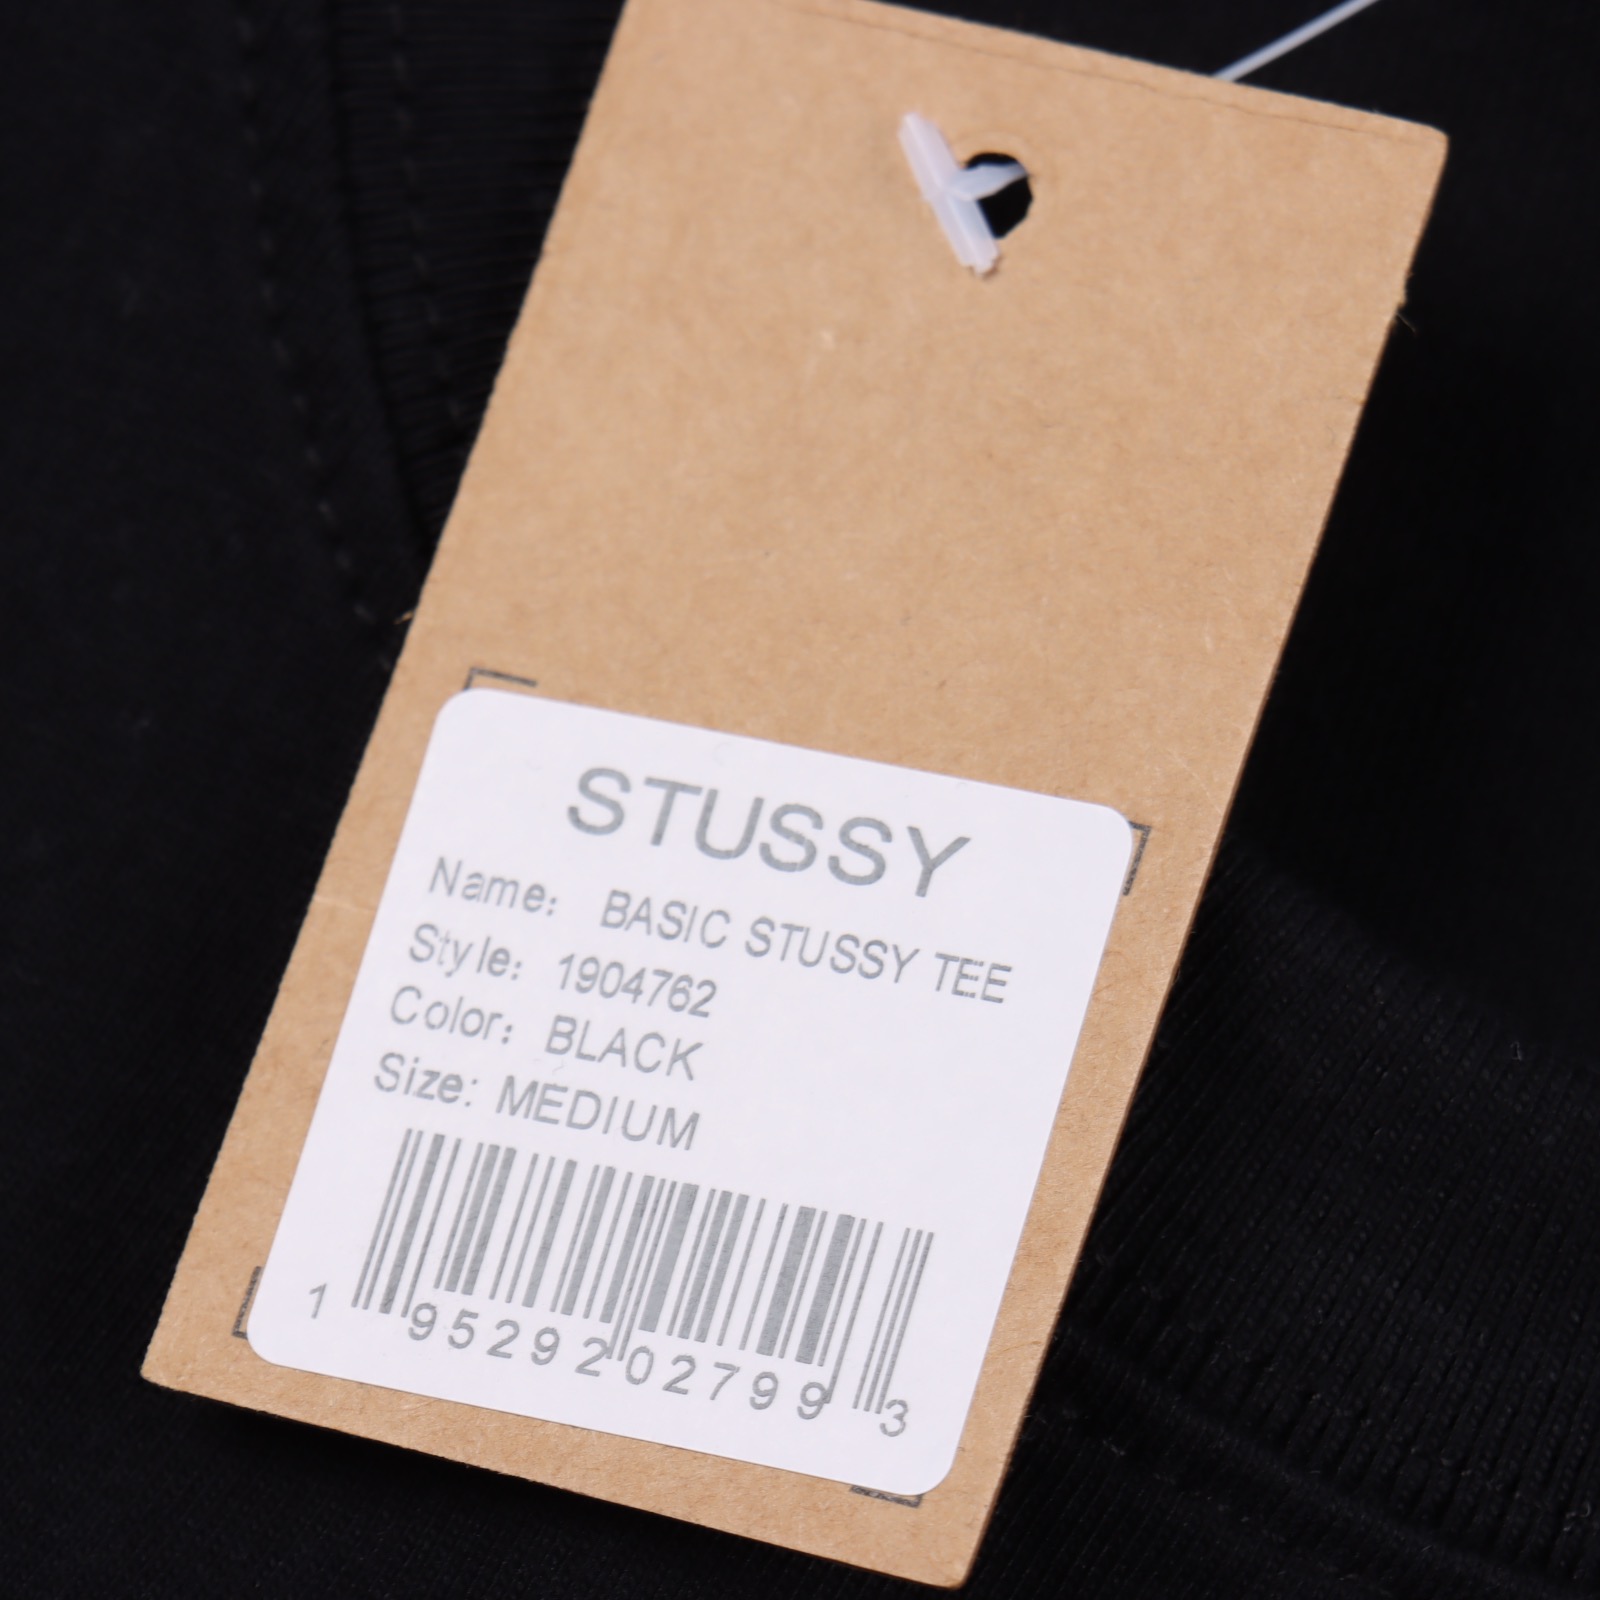 STUSSY
Name： BASIC STUSSY TEE
Style： 1904762
Color： BLACK
Size: MEDIUM
1 95292 02799 3